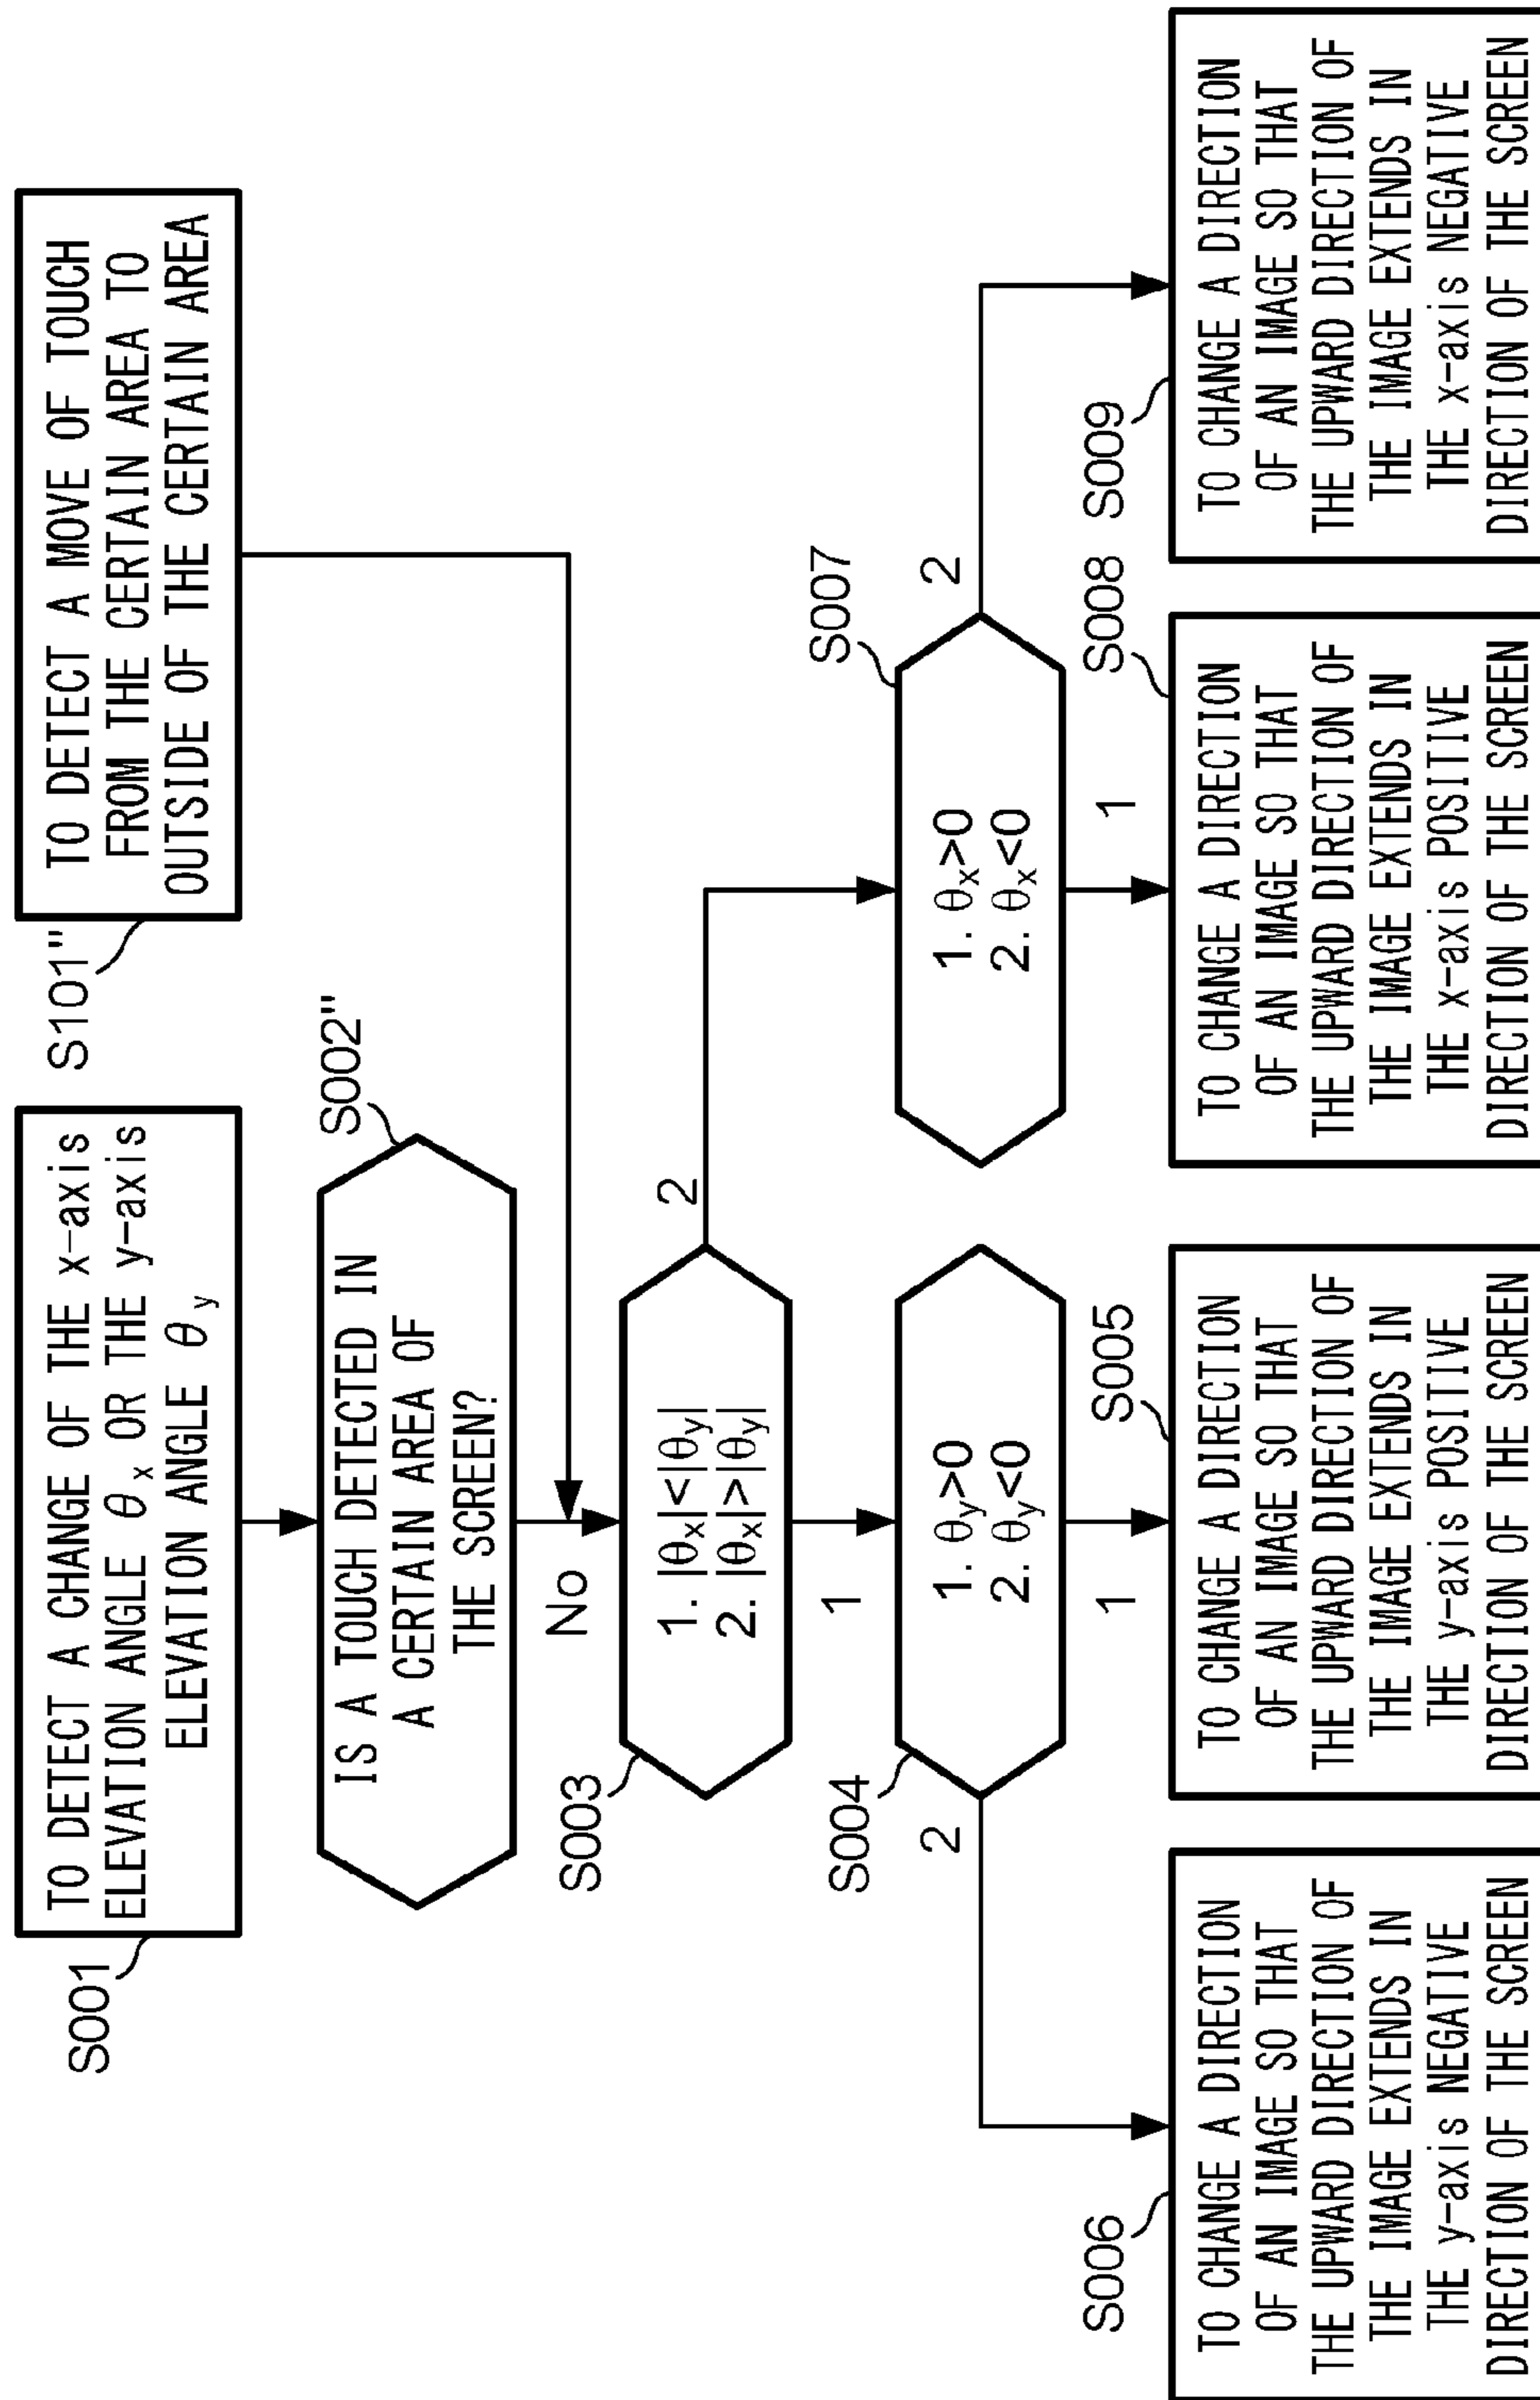 S001
TO DETECT A CHANGE OF THE x-axis
ELEVATION ANGLE θx OR THE y-axis
ELEVATION ANGLE θy
S101"
TO DETECT A MOVE OF TOUCH
FROM THE CERTAIN AREA TO
OUTSIDE OF THE CERTAIN AREA
S002"
IS A TOUCH DETECTED IN
A CERTAIN AREA OF
THE SCREEN?
No
S003
1. |θx|<|θy|
2. |θx|>|θy|
1
2
S004
1. θy>0
2. θy<0
2
1
S007
1. θx>0
2. θx<0
1
2
S006
TO CHANGE A DIRECTION
OF AN IMAGE SO THAT
THE UPWARD DIRECTION OF
THE IMAGE EXTENDS IN
THE y-axis NEGATIVE
DIRECTION OF THE SCREEN
S005
TO CHANGE A DIRECTION
OF AN IMAGE SO THAT
THE UPWARD DIRECTION OF
THE IMAGE EXTENDS IN
THE y-axis POSITIVE
DIRECTION OF THE SCREEN
S008
TO CHANGE A DIRECTION
OF AN IMAGE SO THAT
THE UPWARD DIRECTION OF
THE IMAGE EXTENDS IN
THE x-axis POSITIVE
DIRECTION OF THE SCREEN
S009
TO CHANGE A DIRECTION
OF AN IMAGE SO THAT
THE UPWARD DIRECTION OF
THE IMAGE EXTENDS IN
THE x-axis NEGATIVE
DIRECTION OF THE SCREEN